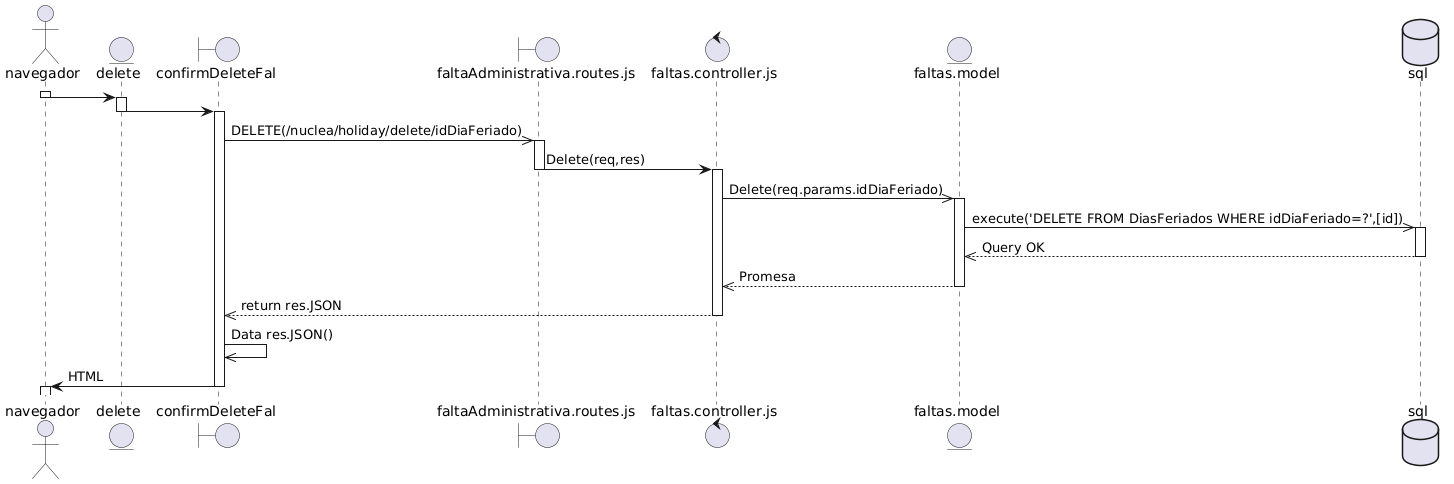 navegador
delete
confirmDeleteFal
faltaAdministrativa.routes.js
faltas.controller.js
faltas.model
sql
DELETE(/nuclea/holiday/delete/idDiaFeriado)
Delete(req,res)
Delete(req.params.idDiaFeriado)
execute('DELETE FROM DiasFeriados WHERE idDiaFeriado=?',[id])
Query OK
Promesa
return res.JSON
Data res.JSON()
HTML
navegador
delete
confirmDeleteFal
faltaAdministrativa.routes.js
faltas.controller.js
faltas.model
sql